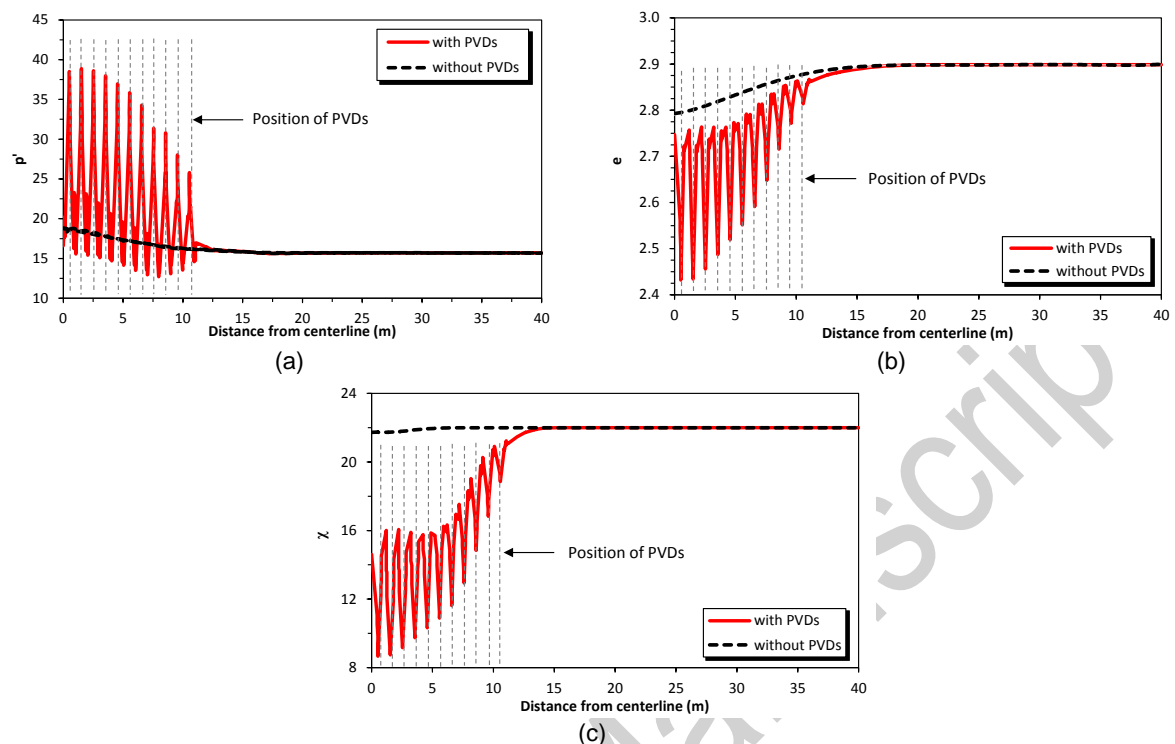 45
40
35
30
25
20
15
10
p'
0 5 10 15 20 25 30 35 40
Distance from centerline (m)
with PVDs
without PVDs
Position of PVDs
(a)
3.0
2.9
2.8
2.7
2.6
2.5
2.4
e
0 5 10 15 20 25 30 35 40
Distance from centerline (m)
Position of PVDs
with PVDs
without PVDs
(b)
24
20
16
12
8
χ
0 5 10 15 20 25 30 35 40
Distance from centerline (m)
Position of PVDs
with PVDs
without PVDs
(c)